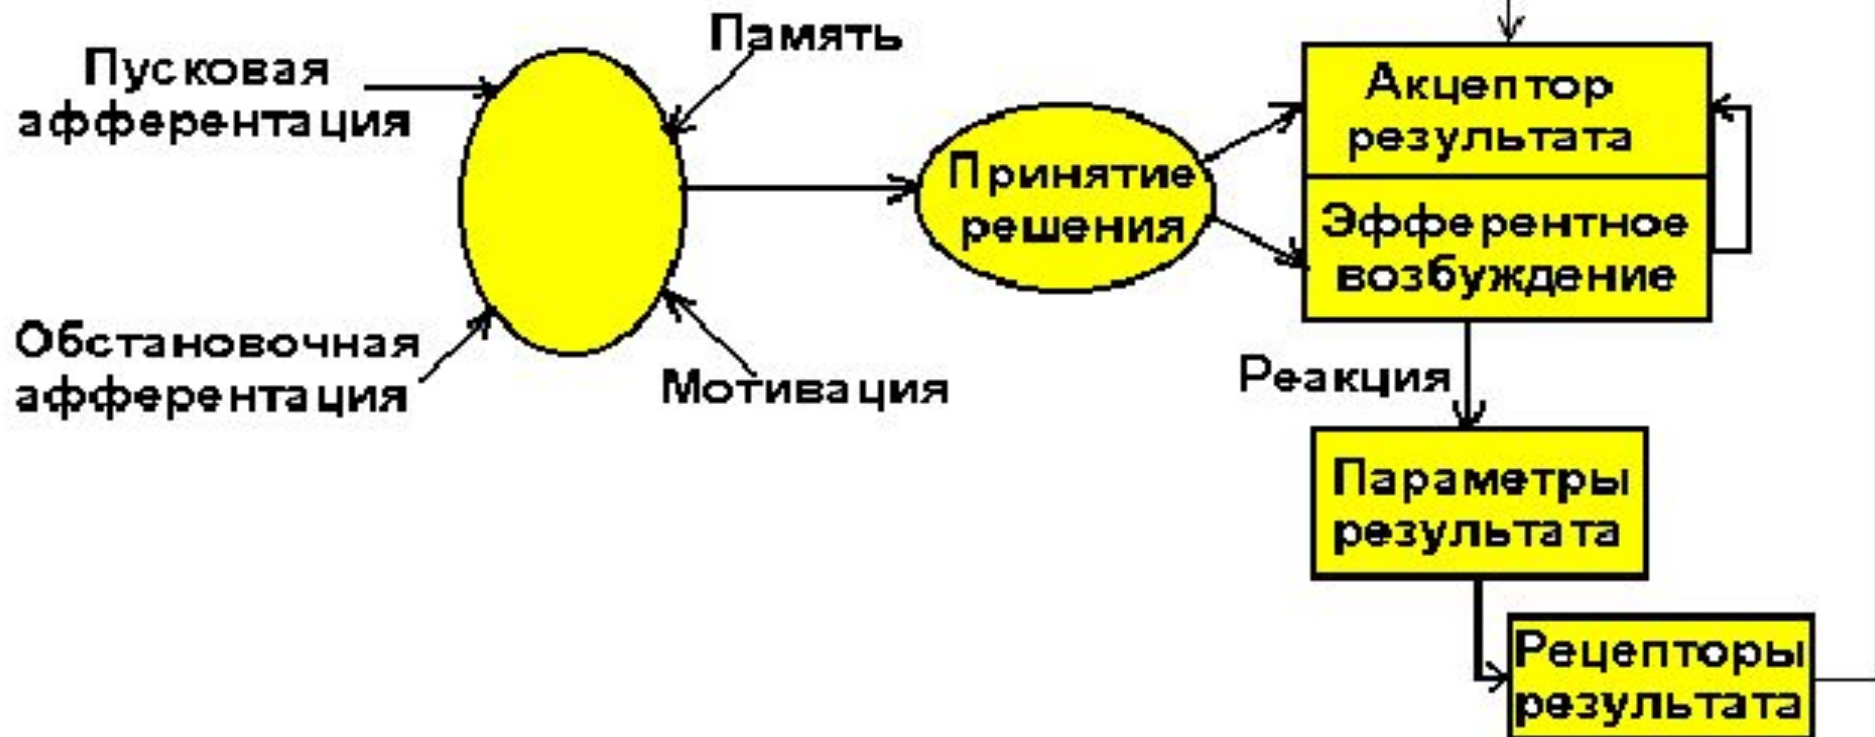 Пусковая
афферентация
Память
Обстановочная
афферентация
Мотивация
Принятие
решения
Акцептор
результата
Эфферентное
возбуждение
Реакция
Параметры
результата
Рецепторы
результата